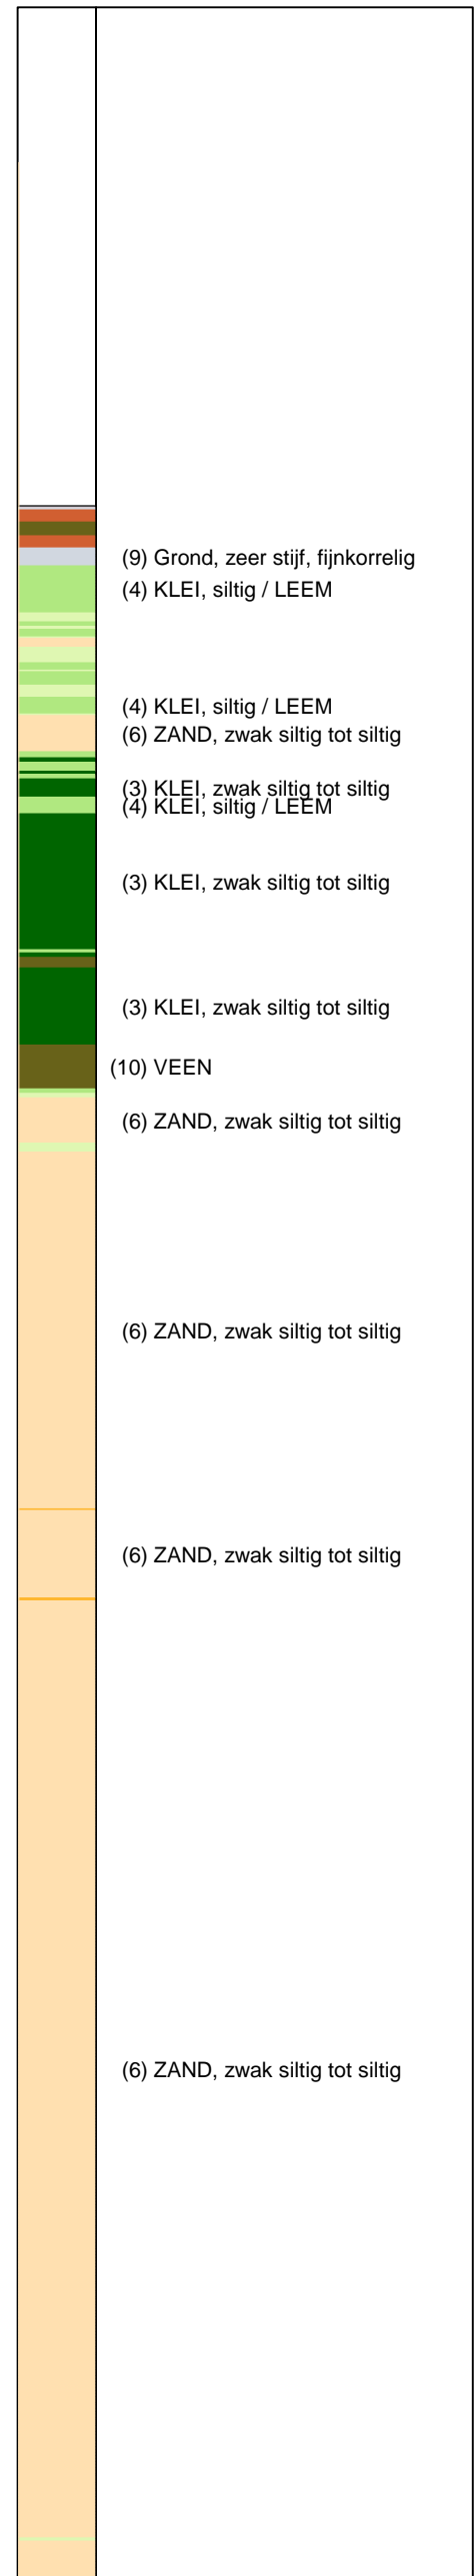 (9) Grond, zeer stijf, fijnkorrelig
(4) KLEI, siltig / LEEM
(4) KLEI, siltig / LEEM
(6) ZAND, zwak siltig tot siltig
(3) KLEI, zwak siltig tot siltig
(4) KLEI, siltig / LEEM
(3) KLEI, zwak siltig tot siltig
(3) KLEI, zwak siltig tot siltig
(10) VEEN
(6) ZAND, zwak siltig tot siltig
(6) ZAND, zwak siltig tot siltig
(6) ZAND, zwak siltig tot siltig
(6) ZAND, zwak siltig tot siltig